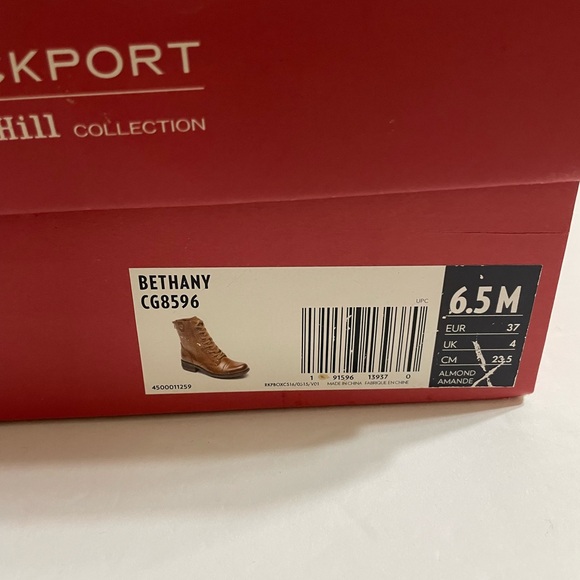 CKPORT
Hill COLLECTION
BETHANY
CG8596
4500011259
UPC
1 91596 13937 0
MADE IN CHINA FABRIQUE EN CHINE
6.5 M
EUR 37
UK 4
CM 23.5
ALMOND
AMANDE